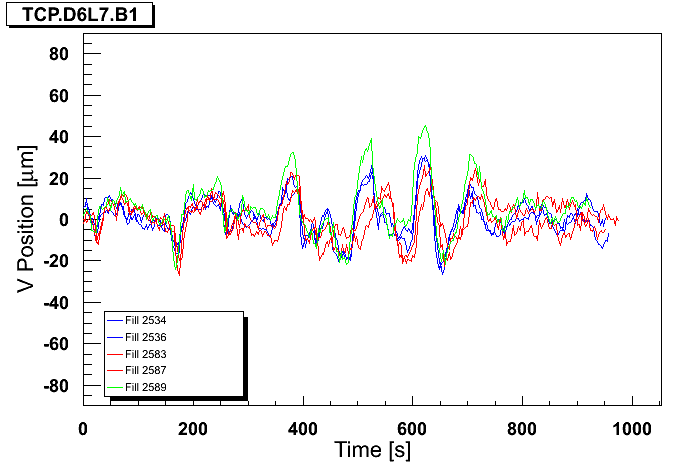 TCP.D6L7.B1
V Position [μm]
80
60
40
20
0
-20
-40
-60
-80
Fill 2534
Fill 2536
Fill 2583
Fill 2587
Fill 2589
0 200 400 600 800 1000
Time [s]